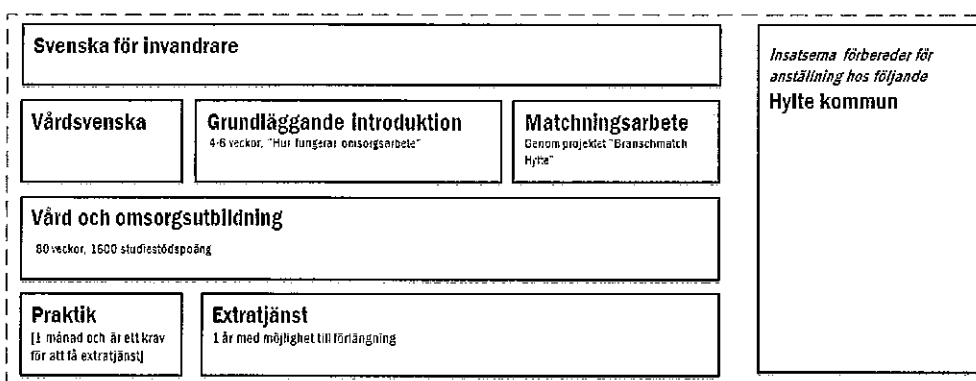 Svenska för invandrare
Vårdsvenska
Grundläggande introduktion
4-6 veckor, "Hur fungerar omsorgsarbete"
Matchningsarbete
Genom projektet "Branschmatch
Hylte"
Vård och omsorgsutbildning
80 veckor, 1600 studiestödspoäng
Praktik
[1 månad och är ett krav
för att få extratjänst]
Extratjänst
1 år med möjlighet till förlängning
Insatserna förbereder för
anställning hos följande
Hylte kommun